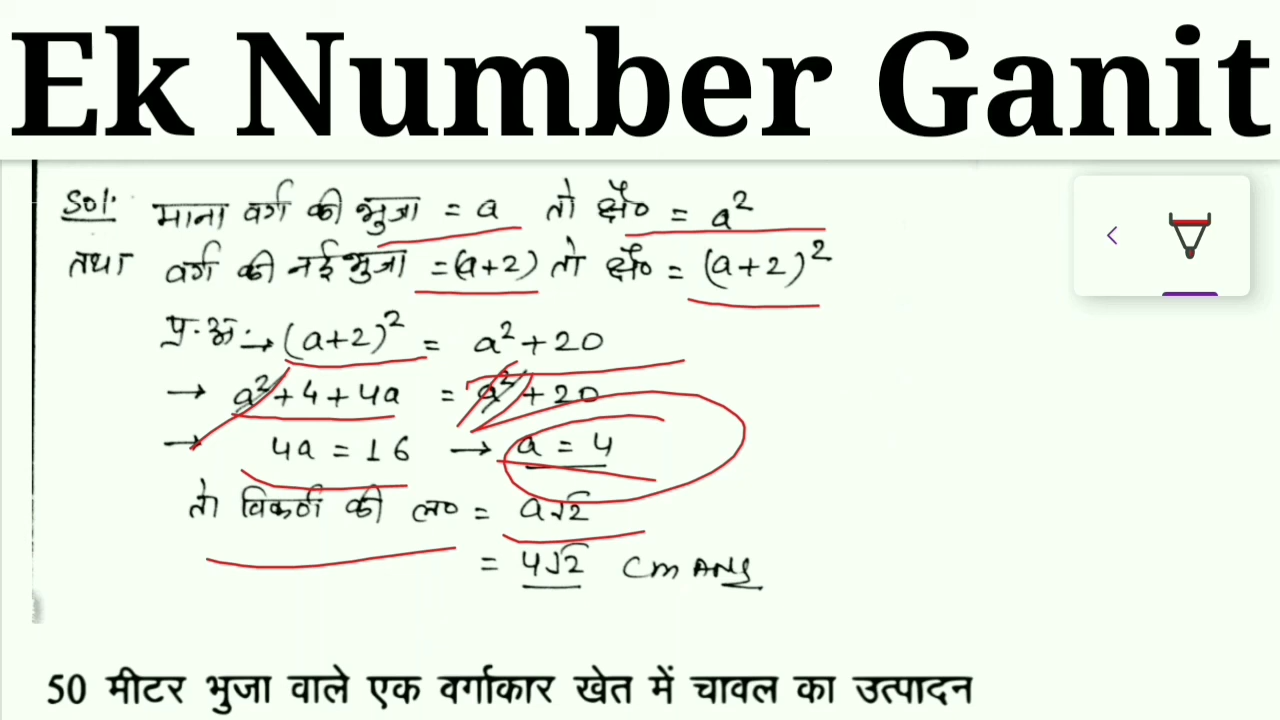 Ek Number Ganit
Sol. माना वर्ग की भुजा = a तो क्षे० = a²
तथा वर्ग की नई भुजा = (a+2) तो क्षे० = (a+2)²
प्र.अ. → (a+2)² = a² + 20
→ a² + 4 + 4a = a² + 20
→ 4a = 16 → a = 4
तो विकर्ण की ल० = a√2
= 4√2 cm Ans
50 मीटर भुजा वाले एक वर्गाकार खेत में चावल का उत्पादन